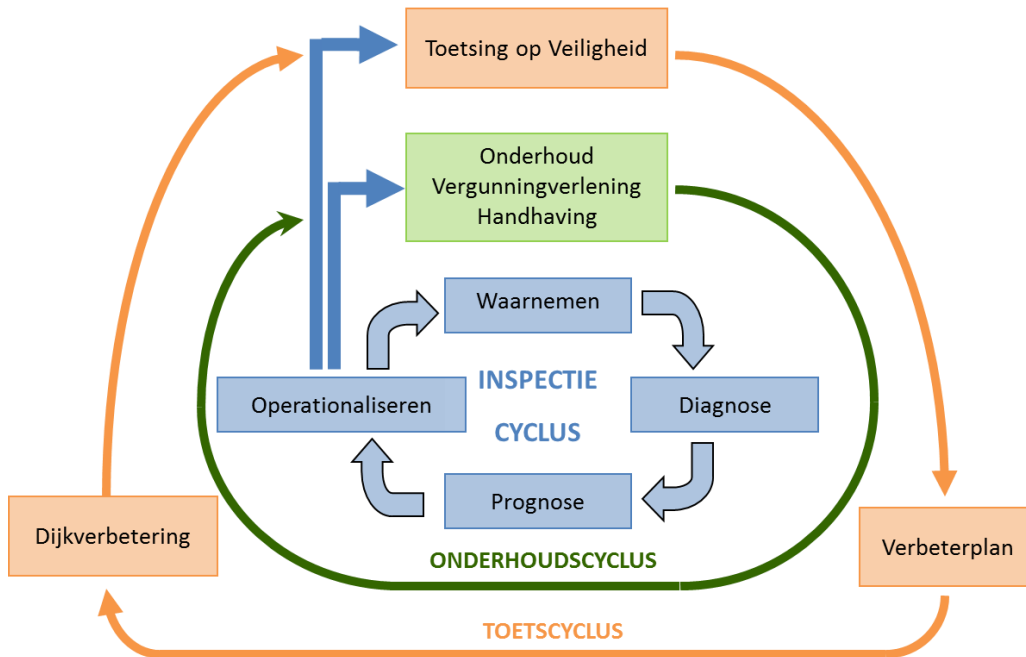 Toetsing op Veiligheid
Onderhoud
Vergunningverlening
Handhaving
Waarnemen
INSPECTIE
CYCLUS
Operationaliseren
Diagnose
Prognose
Dijkverbetering
Verbeterplan
ONDERHOUDSCYCLUS
TOETSCYCLUS